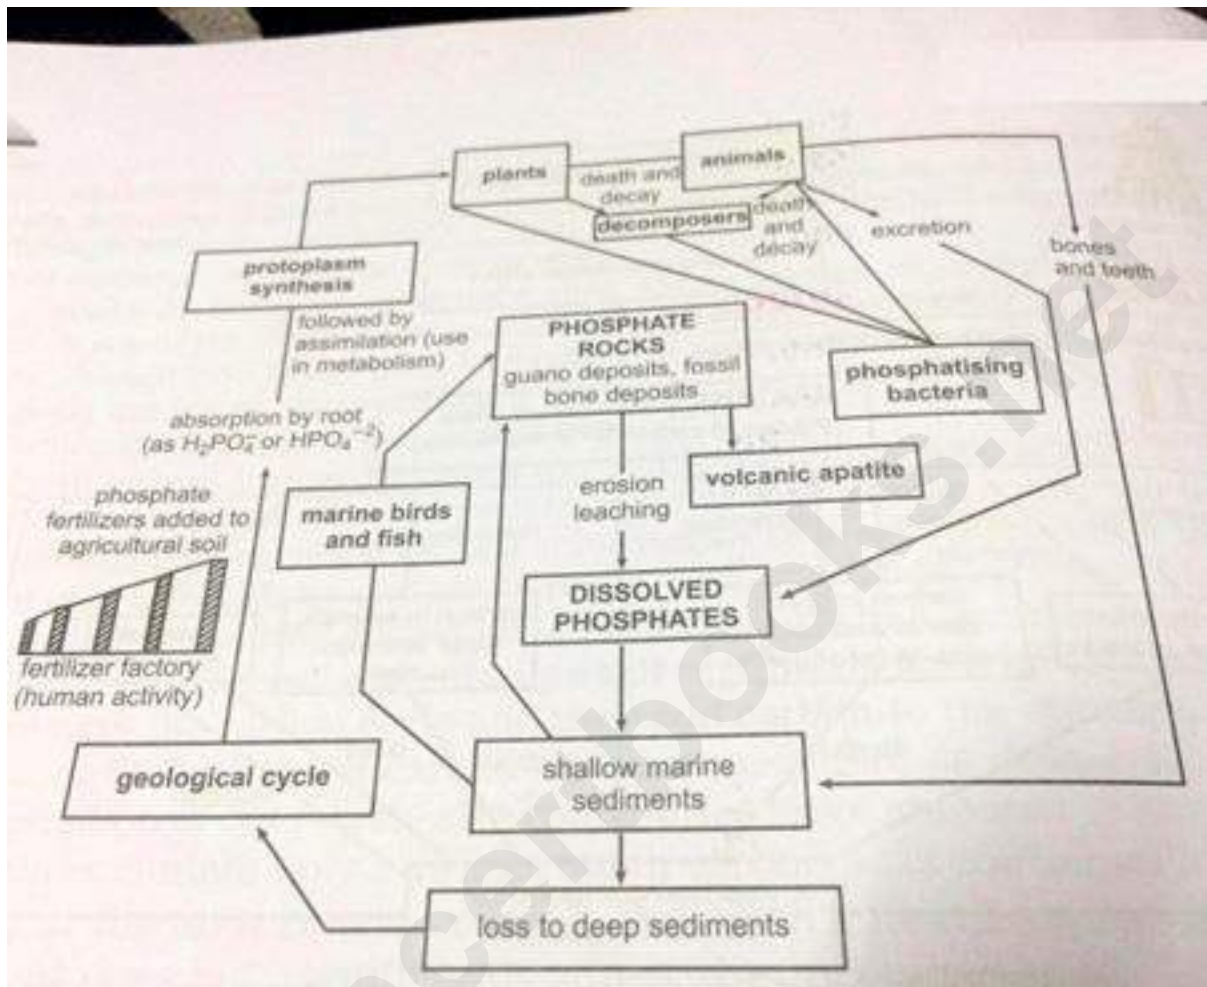 plants
animals
death and
decay
decomposers
death
and
decay
excretion
bones
and teeth
protoplasm
synthesis
followed by
assimilation (use
in metabolism)
PHOSPHATE
ROCKS
guano deposits, fossil
bone deposits
phosphatising
bacteria
absorption by root
(as H₂PO₄⁻ or HPO₄⁻²)
volcanic apatite
erosion
leaching
phosphate
fertilizers added to
agricultural soil
marine birds
and fish
DISSOLVED
PHOSPHATES
fertilizer factory
(human activity)
geological cycle
shallow marine
sediments
loss to deep sediments
cerbooks.net